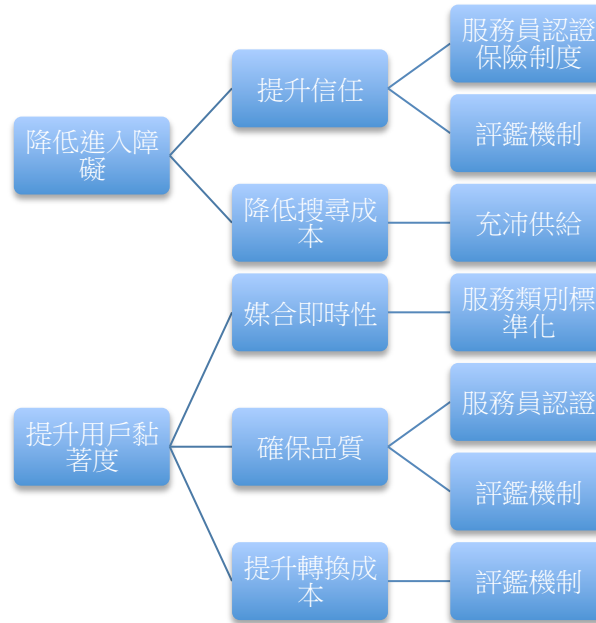 服務員認證
保險制度
提升信任
評鑑機制
降低進入障
礙
降低搜尋成
本
充沛供給
媒合即時性
服務類別標
準化
提升用戶黏
著度
確保品質
服務員認證
評鑑機制
提升轉換成
本
評鑑機制